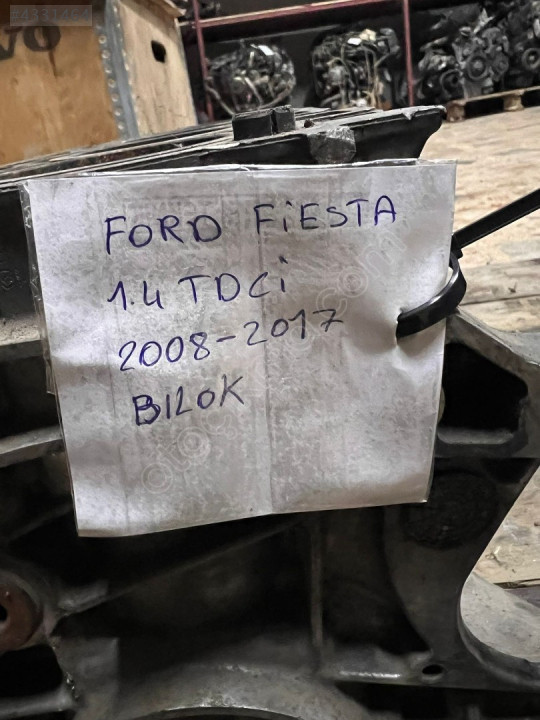 FORD FiESTA
1.4 TDCi
2008-2017
BILOK